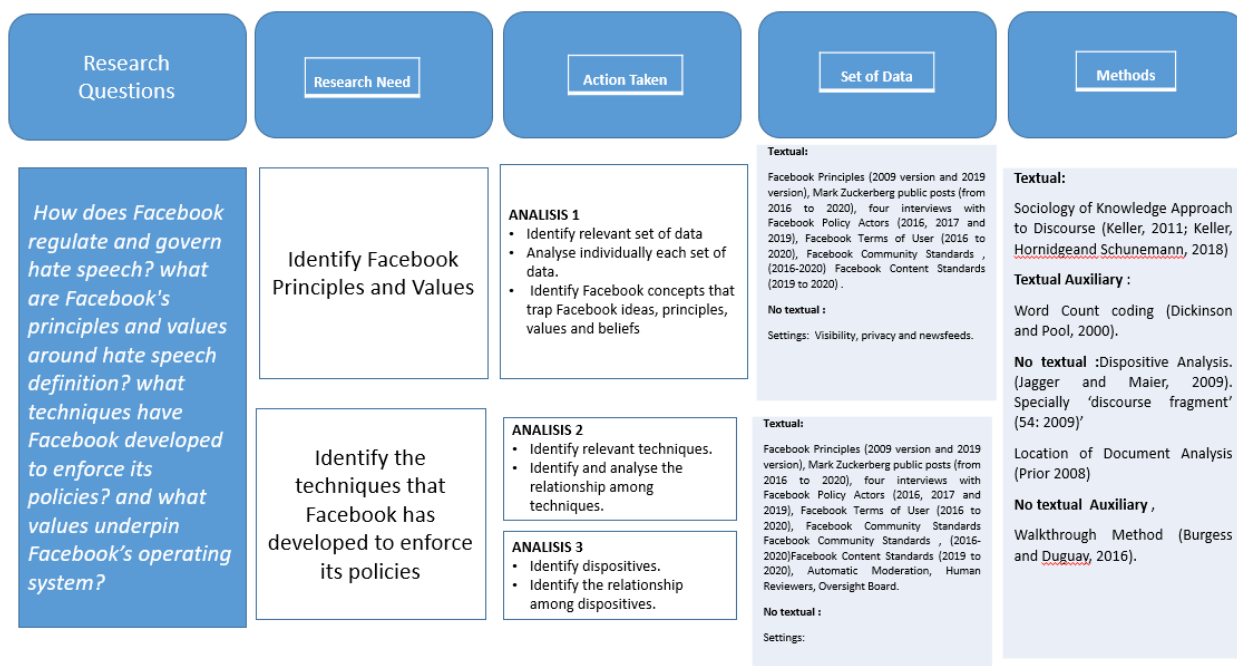 Research
Questions
Research Need
Action Taken
Set of Data
Methods
How does Facebook
regulate and govern
hate speech? what
are Facebook's
principles and values
around hate speech
definition? what
techniques have
Facebook developed
to enforce its
policies? and what
values underpin
Facebook’s operating
system?
Identify Facebook
Principles and Values
ANALISIS 1
• Identify relevant set of data
• Analyse individually each set of
data.
• Identify Facebook concepts that
trap Facebook ideas, principles,
values and beliefs
Textual:
Facebook Principles (2009 version and 2019
version), Mark Zuckerberg public posts (from
2016 to 2020), four interviews with
Facebook Policy Actors (2016, 2017 and
2019), Facebook Terms of User (2016 to
2020), Facebook Community Standards ,
(2016-2020) Facebook Content Standards
(2019 to 2020) .
No textual :
Settings: Visibility, privacy and newsfeeds.
Identify the
techniques that
Facebook has
developed to enforce
its policies
ANALISIS 2
• Identify relevant techniques.
• Identify and analyse the
relationship among
techniques.
ANALISIS 3
• Identify dispositives.
• Identify the relationship
among dispositives.
Textual:
Facebook Principles (2009 version and 2019
version), Mark Zuckerberg public posts (from
2016 to 2020), four interviews with
Facebook Policy Actors (2016, 2017 and
2019), Facebook Terms of User (2016 to
2020), Facebook Community Standards
Facebook Community Standards , (2016-
2020)Facebook Content Standards (2019 to
2020), Automatic Moderation, Human
Reviewers, Oversight Board.
No textual :
Settings:
Textual:
Sociology of Knowledge Approach
to Discourse (Keller, 2011; Keller,
Hornidgeand Schunemann, 2018)
Textual Auxiliary :
Word Count coding (Dickinson
and Pool, 2000).
No textual :Dispositive Analysis.
(Jagger and Maier, 2009).
Specially ‘discourse fragment’
(54: 2009)’
Location of Document Analysis
(Prior 2008)
No textual Auxiliary ,
Walkthrough Method (Burgess
and Duguay, 2016).